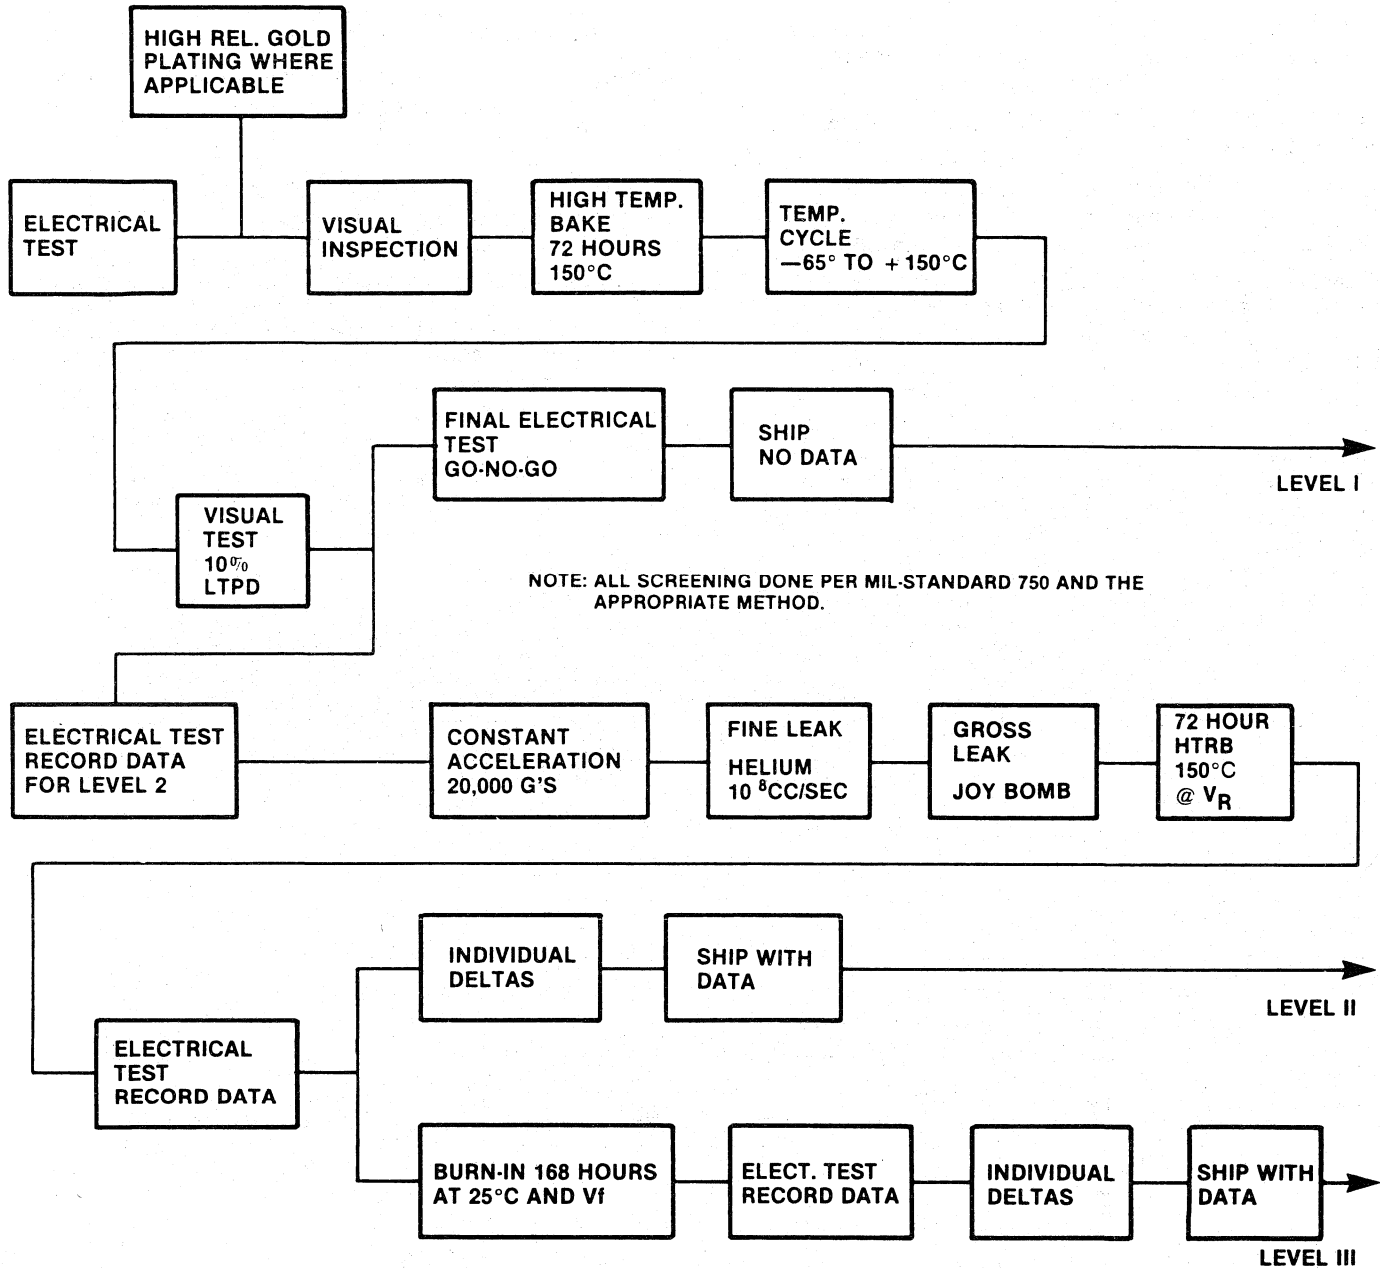 HIGH REL. GOLD
PLATING WHERE
APPLICABLE
ELECTRICAL
TEST
VISUAL
INSPECTION
HIGH TEMP.
BAKE
72 HOURS
150°C
TEMP.
CYCLE
—65° TO + 150°C
FINAL ELECTRICAL
TEST
GO-NO-GO
SHIP
NO DATA
LEVEL I
VISUAL
TEST
10%
LTPD
NOTE: ALL SCREENING DONE PER MIL-STANDARD 750 AND THE
APPROPRIATE METHOD.
ELECTRICAL TEST
RECORD DATA
FOR LEVEL 2
CONSTANT
ACCELERATION
20,000 G'S
FINE LEAK
HELIUM
10 ⁸CC/SEC
GROSS
LEAK
JOY BOMB
72 HOUR
HTRB
150°C
@ VR
INDIVIDUAL
DELTAS
SHIP WITH
DATA
LEVEL II
ELECTRICAL
TEST
RECORD DATA
BURN-IN 168 HOURS
AT 25°C AND Vf
ELECT. TEST
RECORD DATA
INDIVIDUAL
DELTAS
SHIP WITH
DATA
LEVEL III